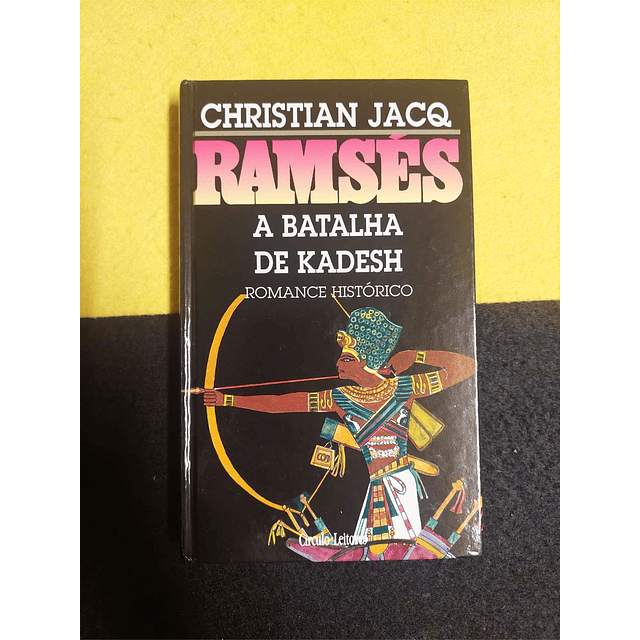 CHRISTIAN JACQ
RAMSÉS
A BATALHA
DE KADESH
ROMANCE HISTÓRICO
Círculo Leitores